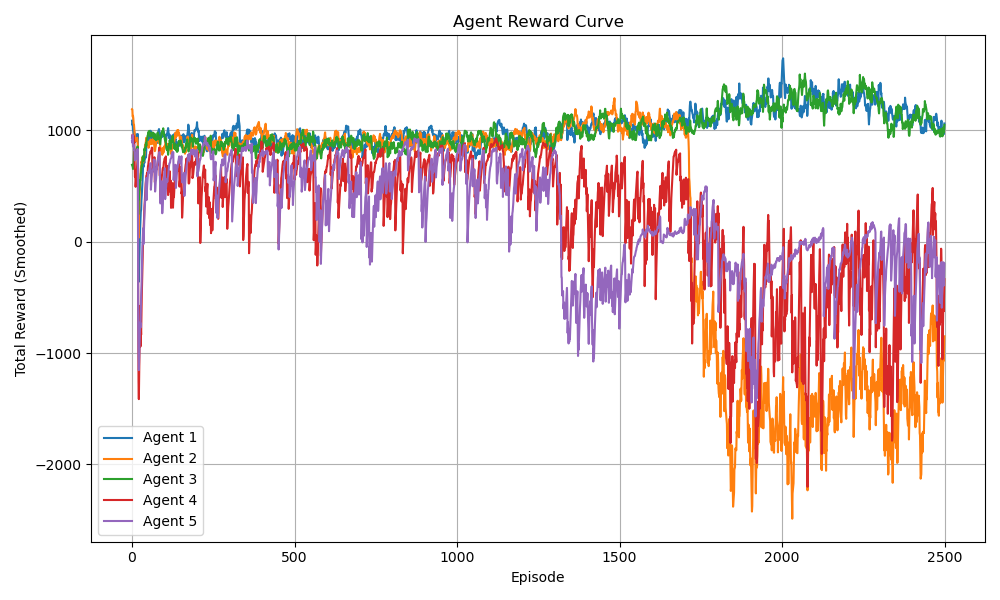 Agent Reward Curve
Total Reward (Smoothed)
1000
0
−1000
−2000
Agent 1
Agent 2
Agent 3
Agent 4
Agent 5
0
500
1000
1500
2000
2500
Episode